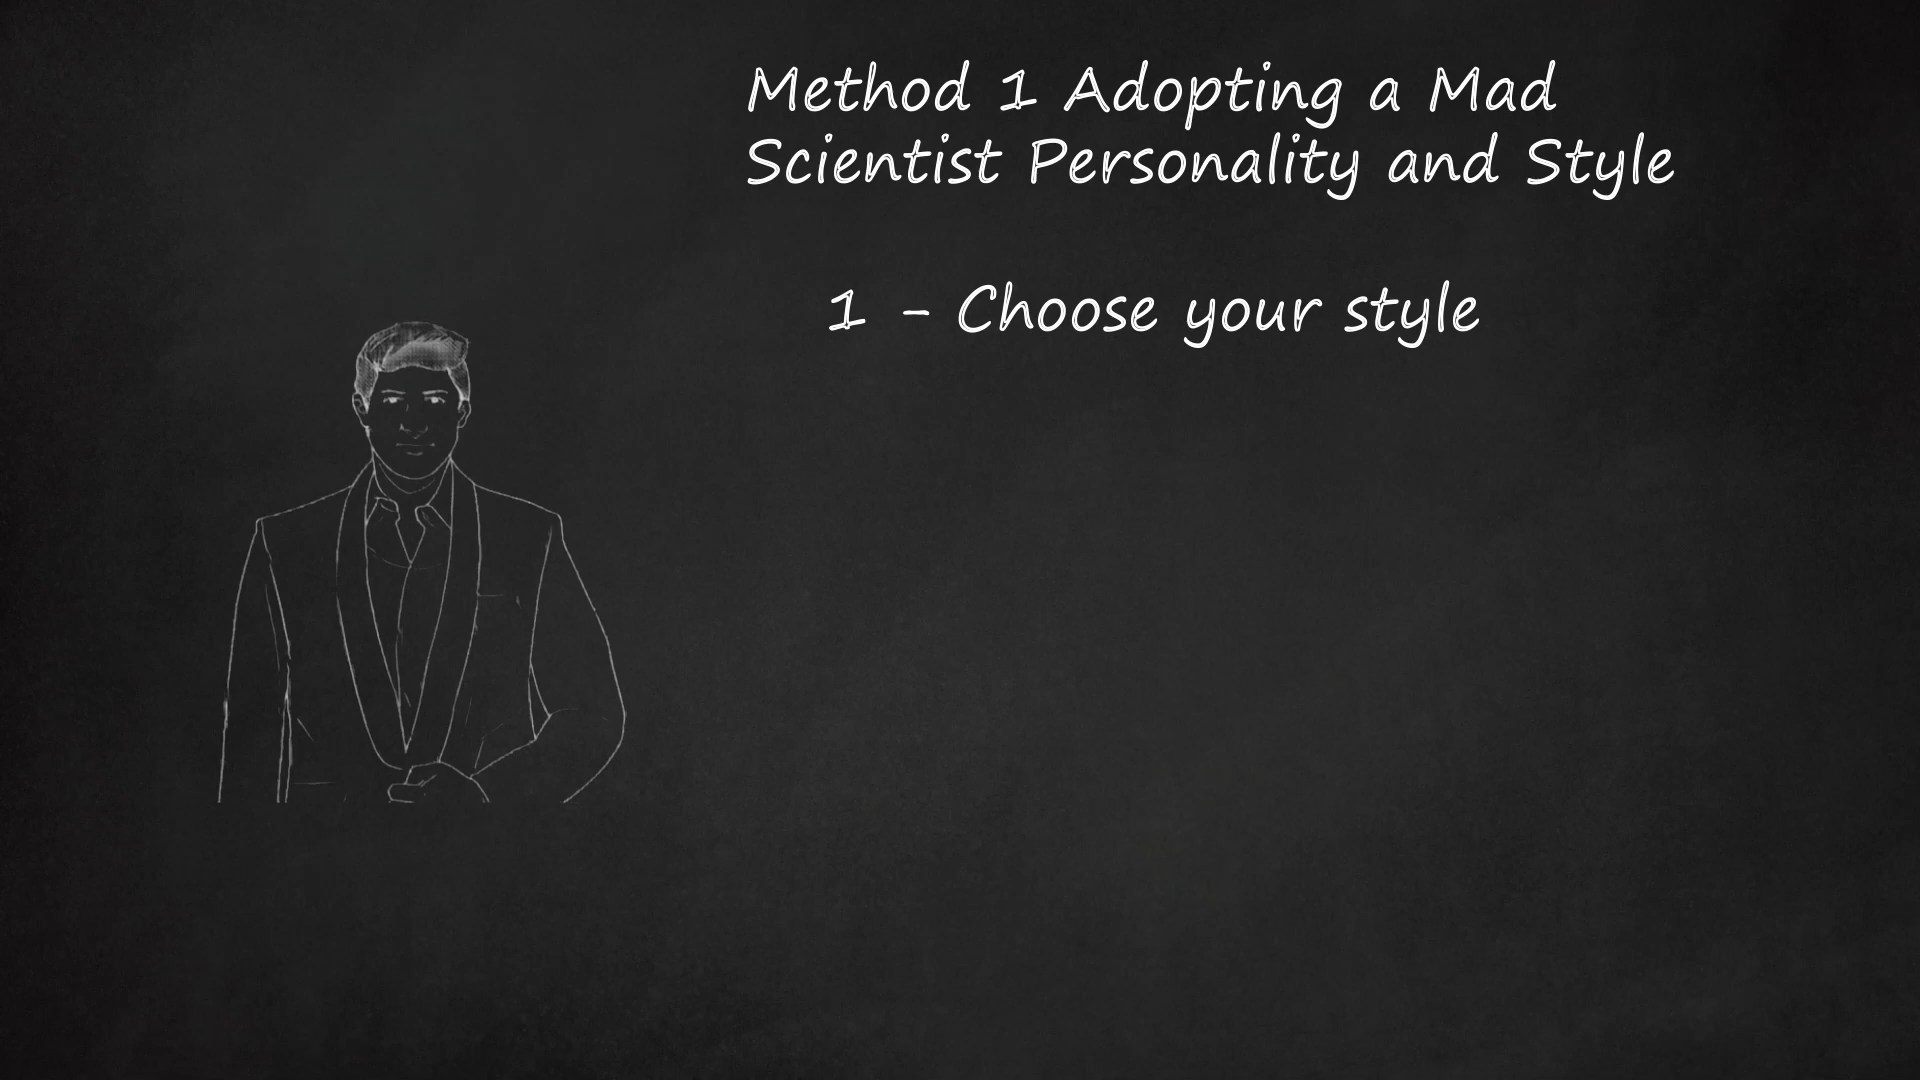 Method 1 Adopting a Mad
Scientist Personality and Style
1 - Choose your style